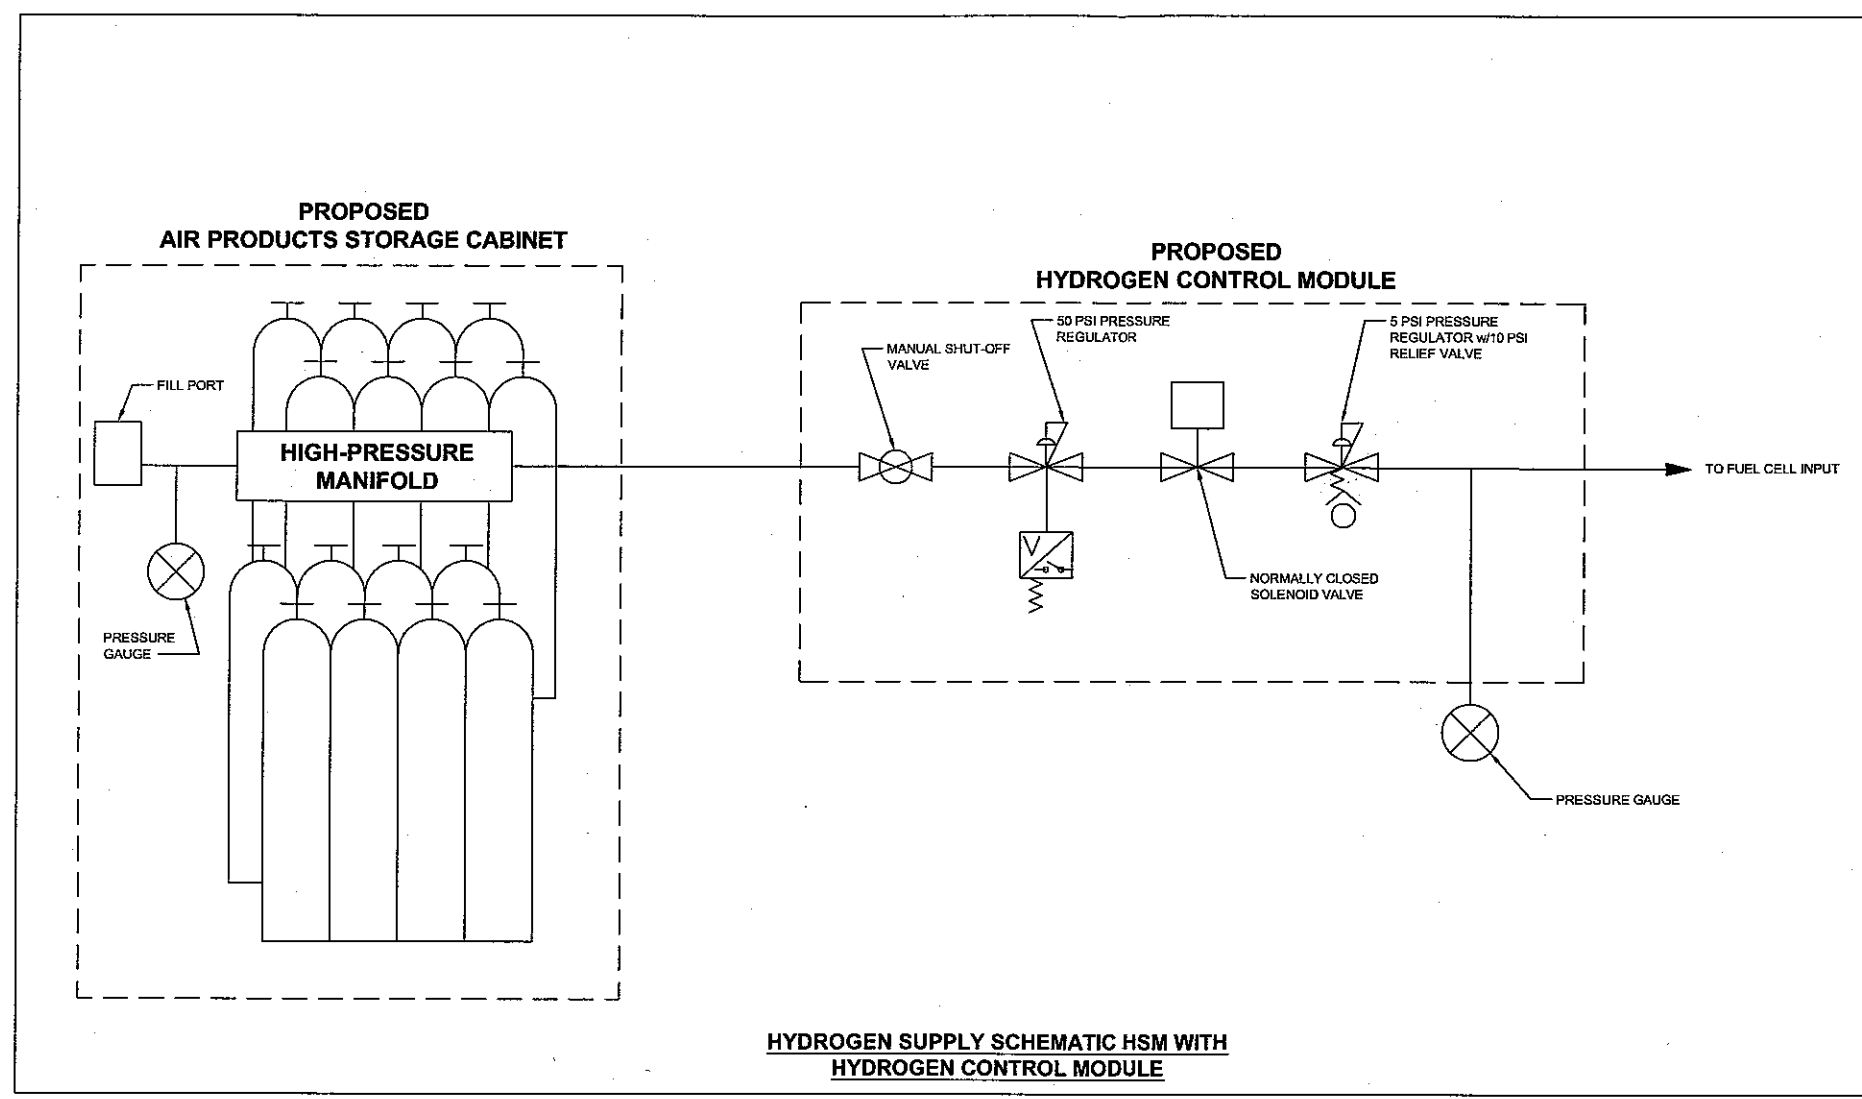 PROPOSED
AIR PRODUCTS STORAGE CABINET
FILL PORT
HIGH-PRESSURE
MANIFOLD
PRESSURE
GAUGE
PROPOSED
HYDROGEN CONTROL MODULE
MANUAL SHUT-OFF
VALVE
50 PSI PRESSURE
REGULATOR
5 PSI PRESSURE
REGULATOR w/10 PSI
RELIEF VALVE
V
NORMALLY CLOSED
SOLENOID VALVE
TO FUEL CELL INPUT
PRESSURE GAUGE
HYDROGEN SUPPLY SCHEMATIC HSM WITH
HYDROGEN CONTROL MODULE